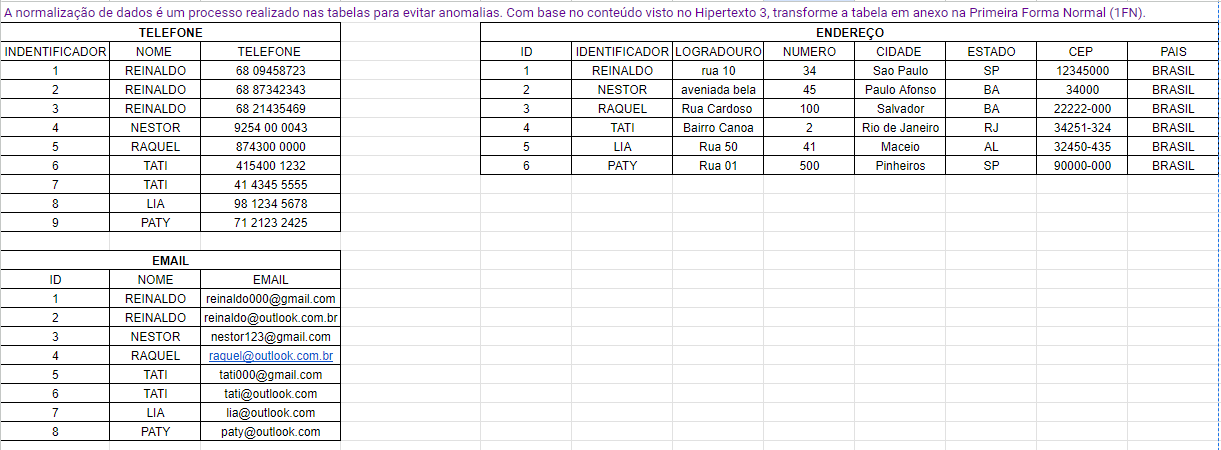 A normalização de dados é um processo realizado nas tabelas para evitar anomalias. Com base no conteúdo visto no Hipertexto 3, transforme a tabela em anexo na Primeira Forma Normal (1FN).
TELEFONE
INDENTIFICADOR NOME TELEFONE
1 REINALDO 68 09458723
2 REINALDO 68 87342343
3 REINALDO 68 21435469
4 NESTOR 9254 00 0043
5 RAQUEL 874300 0000
6 TATI 415400 1232
7 TATI 41 4345 5555
8 LIA 98 1234 5678
9 PATY 71 2123 2425
ENDEREÇO
ID IDENTIFICADOR LOGRADOURO NUMERO CIDADE ESTADO CEP PAIS
1 REINALDO rua 10 34 Sao Paulo SP 12345000 BRASIL
2 NESTOR aveniada bela 45 Paulo Afonso BA 34000 BRASIL
3 RAQUEL Rua Cardoso 100 Salvador BA 22222-000 BRASIL
4 TATI Bairro Canoa 2 Rio de Janeiro RJ 34251-324 BRASIL
5 LIA Rua 50 41 Maceio AL 32450-435 BRASIL
6 PATY Rua 01 500 Pinheiros SP 90000-000 BRASIL
EMAIL
ID NOME EMAIL
1 REINALDO reinaldo000@gmail.com
2 REINALDO reinaldo@outlook.com.br
3 NESTOR nestor123@gmail.com
4 RAQUEL raquel@outlook.com.br
5 TATI tati000@gmail.com
6 TATI tati@outlook.com
7 LIA lia@outlook.com
8 PATY paty@outlook.com